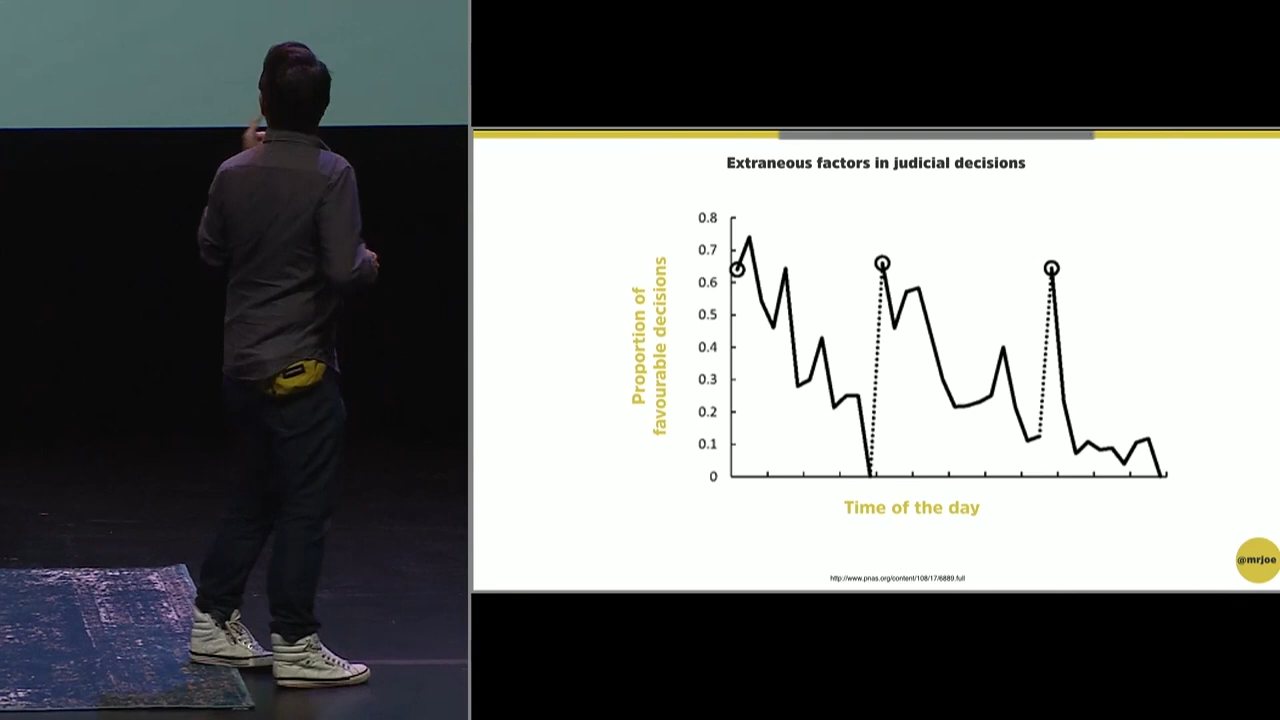 Extraneous factors in judicial decisions
0.8
0.7
0.6
0.5
0.4
0.3
0.2
0.1
0
Proportion of
favourable decisions
Time of the day
@mrjoe
http://www.pnas.org/content/108/17/6889.full